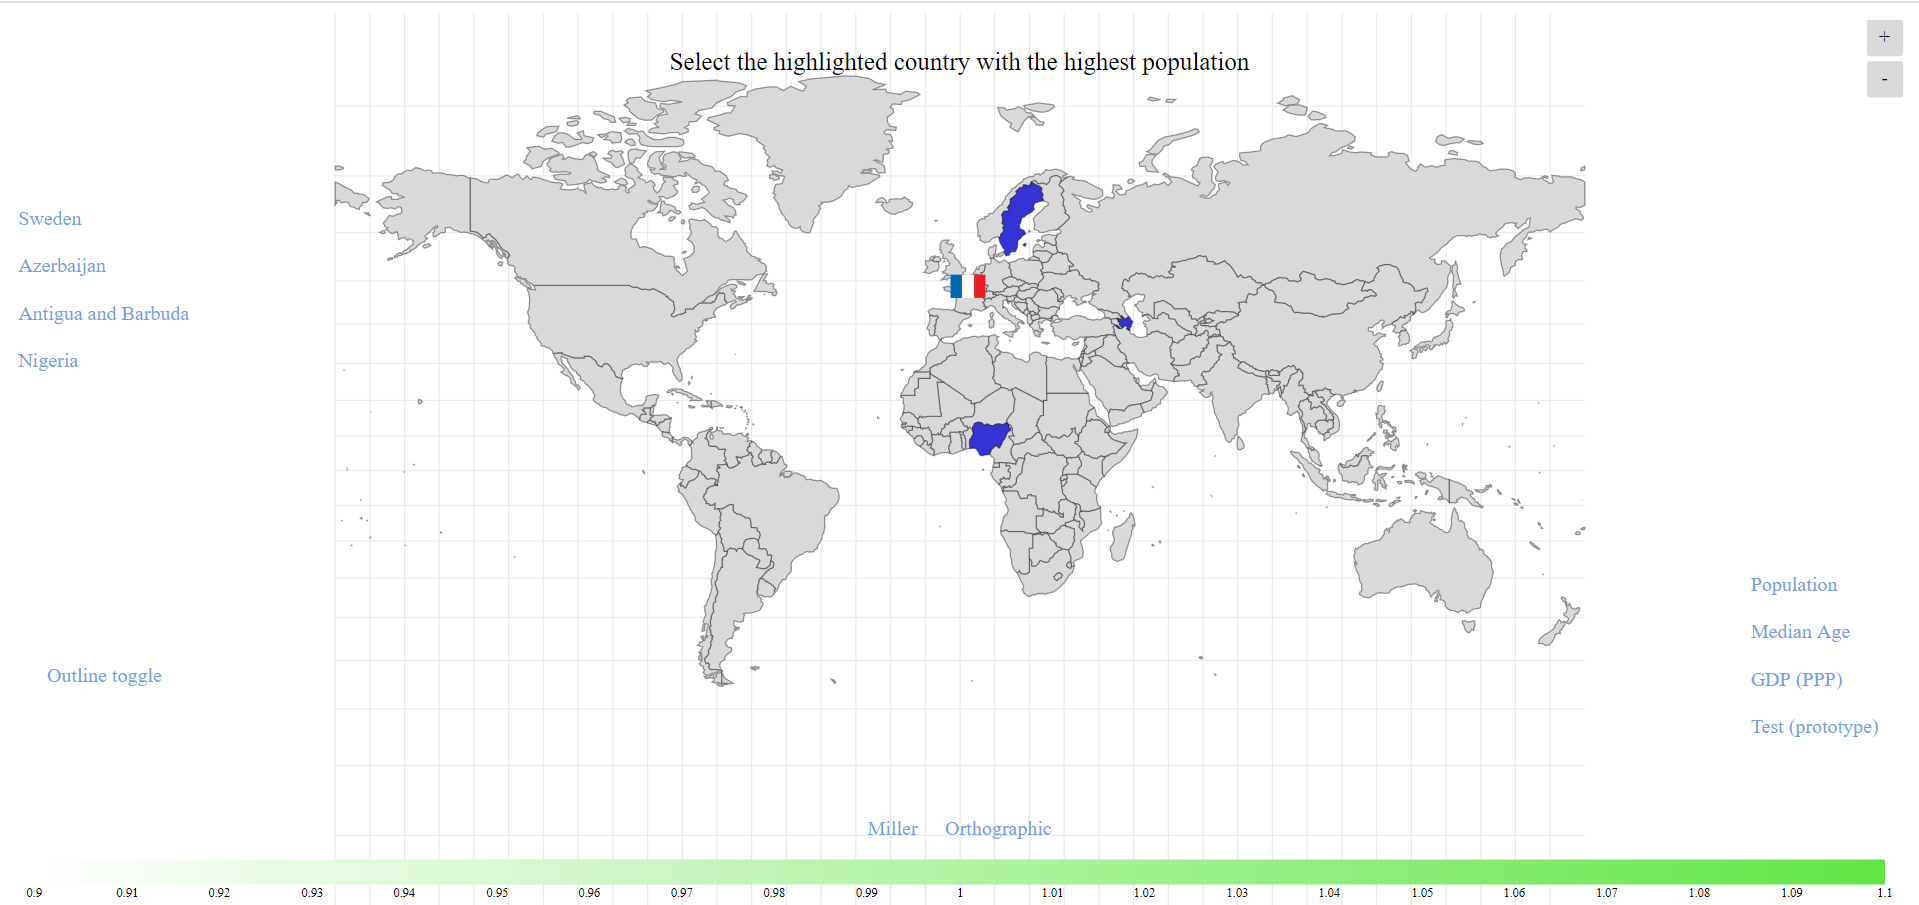 +
-
Select the highlighted country with the highest population
Sweden
Azerbaijan
Antigua and Barbuda
Nigeria
Outline toggle
Population
Median Age
GDP (PPP)
Test (prototype)
Miller Orthographic
0.9 0.91 0.92 0.93 0.94 0.95 0.96 0.97 0.98 0.99 1 1.01 1.02 1.03 1.04 1.05 1.06 1.07 1.08 1.09 1.1